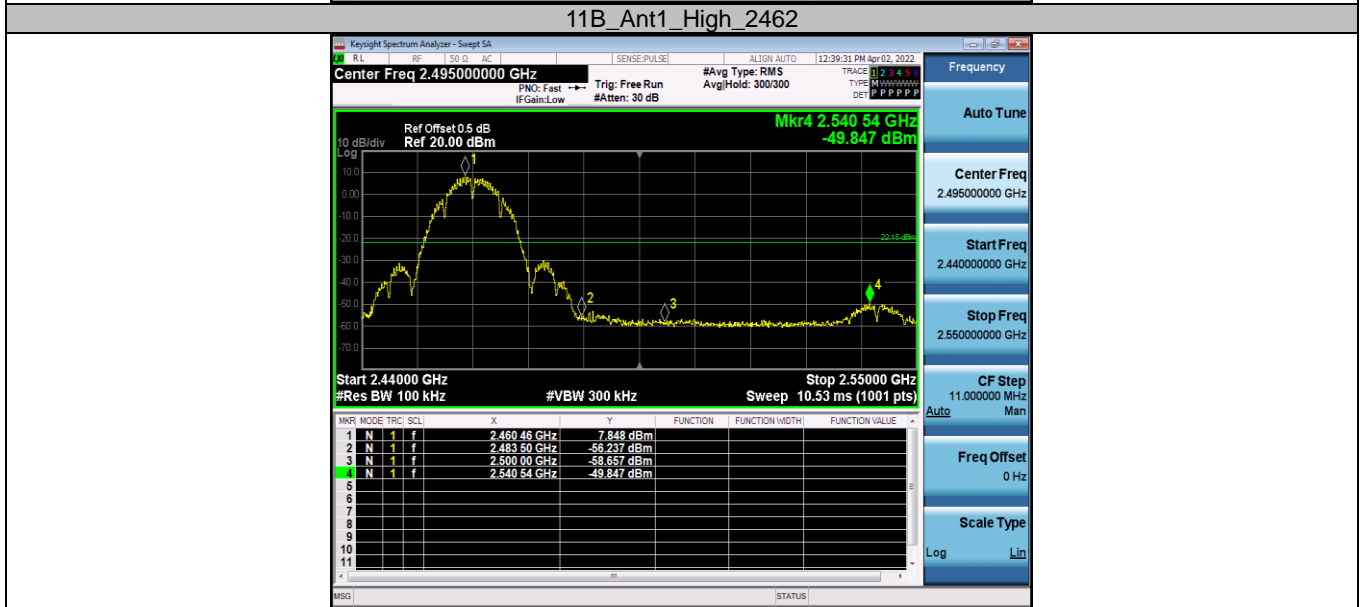 11B_Ant1_High_2462
Keysight Spectrum Analyzer - Swept SA
RL RF 50 Ω AC SENSE:PULSE ALIGN AUTO 12:39:31 PM Apr 02, 2022
Center Freq 2.495000000 GHz
#Avg Type: RMS
TRACE 1 2 3 4 5 6
PNO: Fast Trig: Free Run Avg|Hold: 300/300
IFGain:Low #Atten: 30 dB
DET P P P P P P
Mkr4 2.540 54 GHz
-49.847 dBm
Ref Offset 0.5 dB
10 dB/div Ref 20.00 dBm
Log
10.0
0.00
-10.0
-20.0
-30.0
-40.0
-50.0
-60.0
-70.0
1
2
3
4
Start 2.44000 GHz Stop 2.55000 GHz
#Res BW 100 kHz #VBW 300 kHz Sweep 10.53 ms (1001 pts)
MKR MODE TRC SCL X Y FUNCTION FUNCTION WIDTH FUNCTION VALUE
1 N 1 f 2.460 46 GHz 7.848 dBm
2 N 1 f 2.483 50 GHz -56.237 dBm
3 N 1 f 2.500 00 GHz -58.657 dBm
4 N 1 f 2.540 54 GHz -49.847 dBm
5
6
7
8
9
10
11
MSG STATUS
Frequency
Auto Tune
Center Freq
2.495000000 GHz
Start Freq
2.440000000 GHz
Stop Freq
2.550000000 GHz
CF Step
11.000000 MHz
Auto Man
Freq Offset
0 Hz
Scale Type
Log Lin